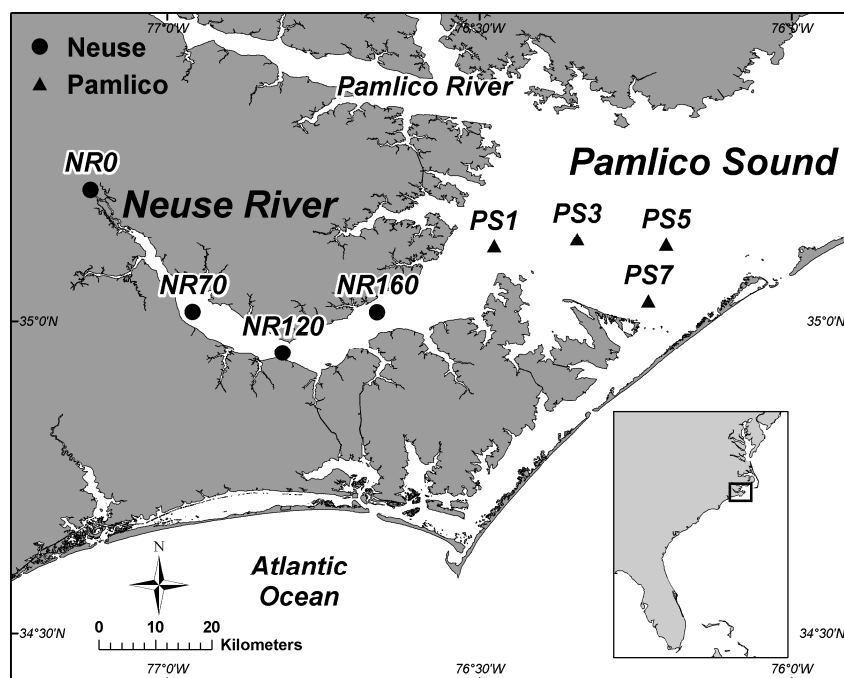 77°0'W
76°30'W
76°0'W
Neuse
Pamlico
Pamlico River
NR0
Pamlico Sound
Neuse River
PS1
PS3
PS5
PS7
NR70
NR160
NR120
35°0'N
35°0'N
N
Atlantic
Ocean
0 10 20
Kilometers
34°30'N
34°30'N
77°0'W
76°30'W
76°0'W